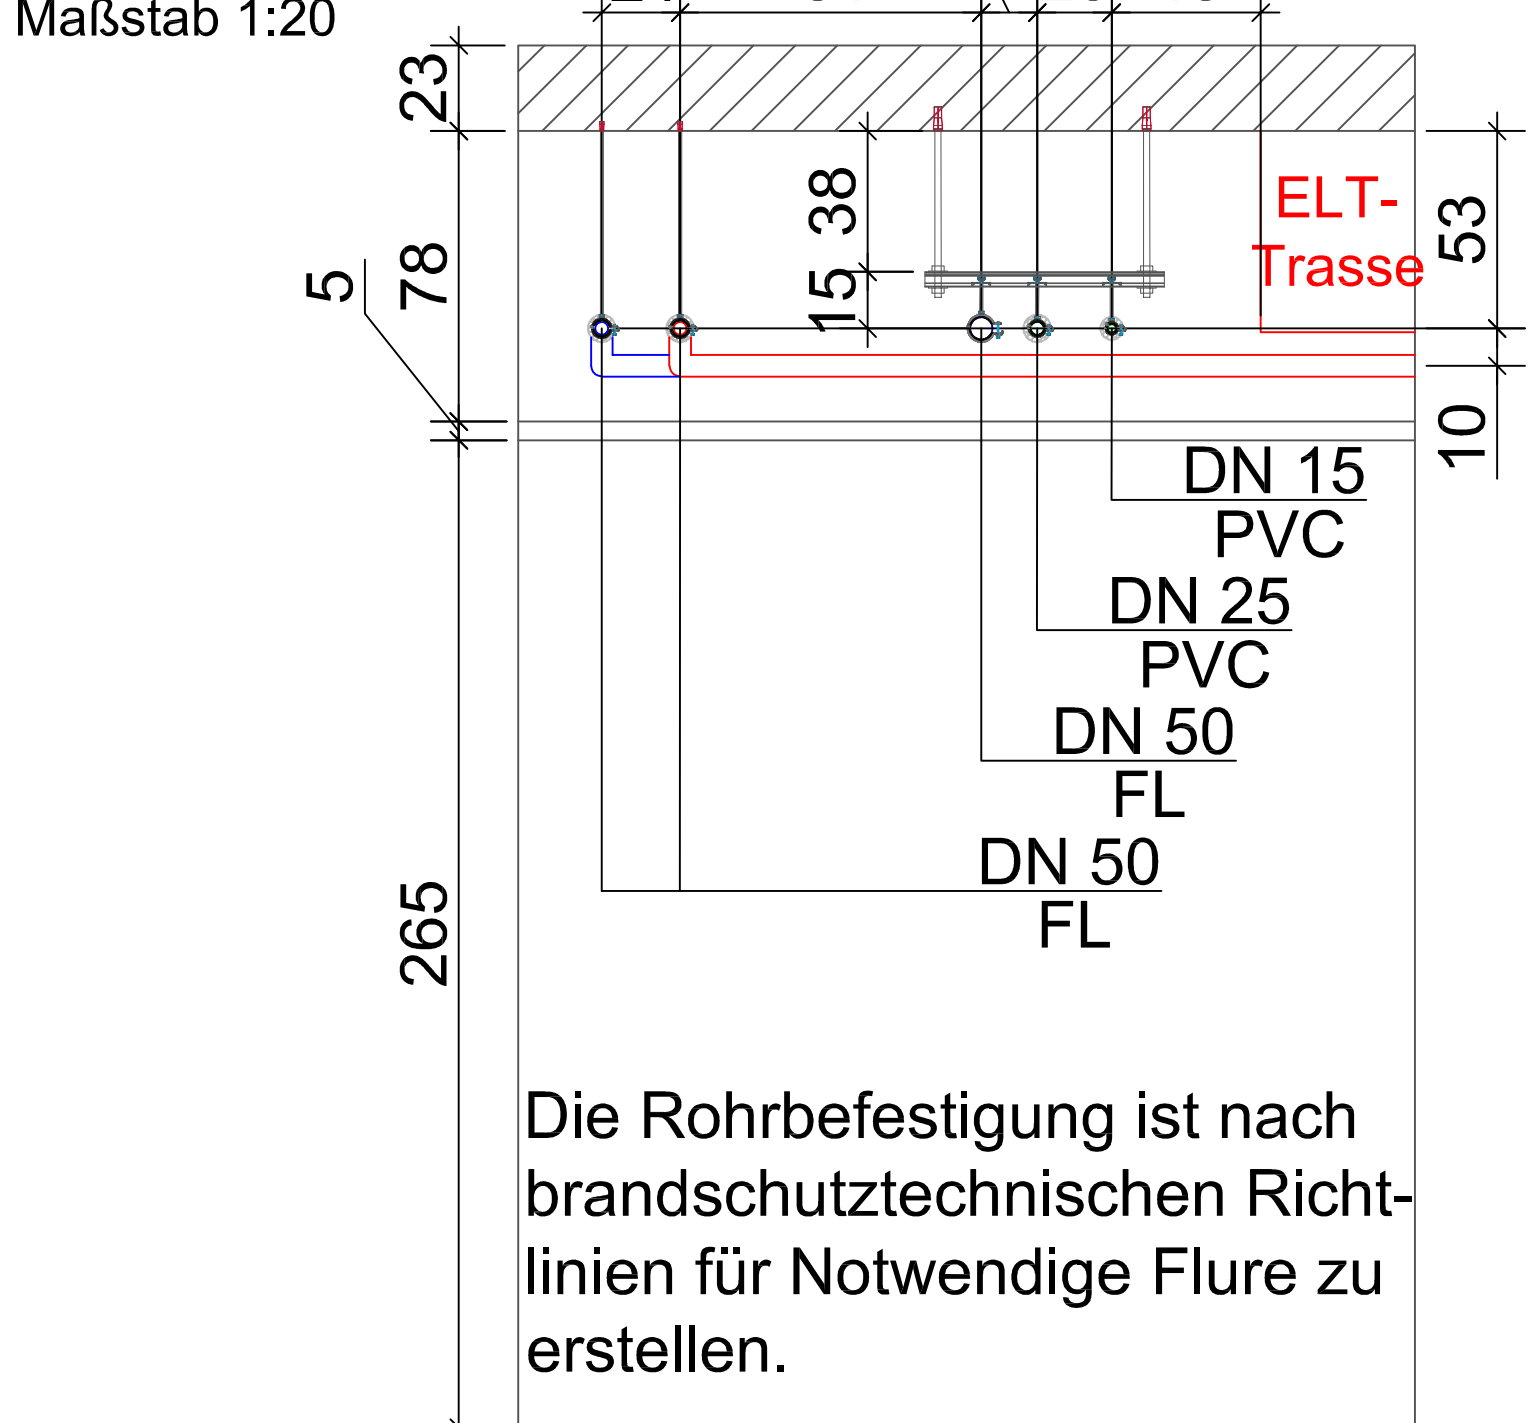 Maßstab 1:20
23
38
ELT-
Trasse
53
78
5
15
10
DN 15
PVC
DN 25
PVC
DN 50
FL
DN 50
FL
265
Die Rohrbefestigung ist nach
brandschutztechnischen Richt-
linien für Notwendige Flure zu
erstellen.